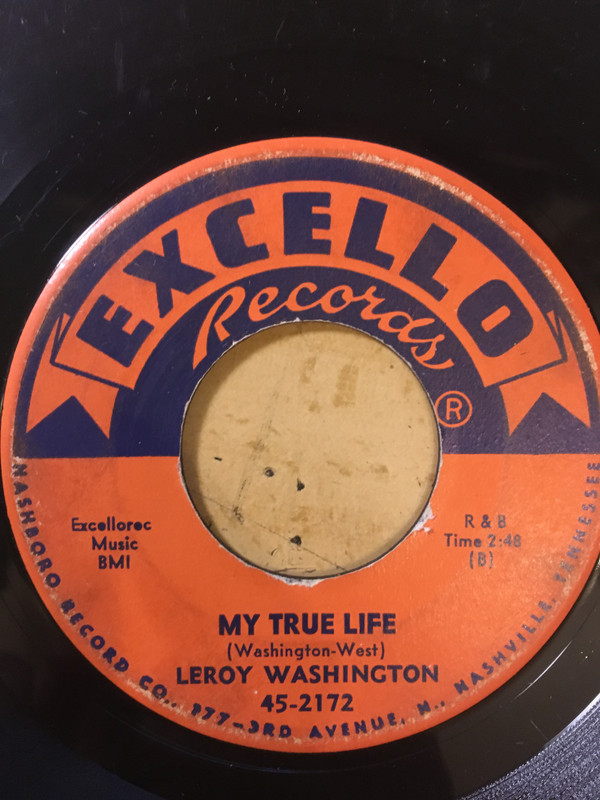 EXCELLO
Records
®
Excellorec
Music
BMI
R & B
Time 2:48
(B)
MY TRUE LIFE
(Washington-West)
LEROY WASHINGTON
45-2172
NASHBORO RECORD CO., 177-3RD AVENUE, N., NASHVILLE, TENNESSEE